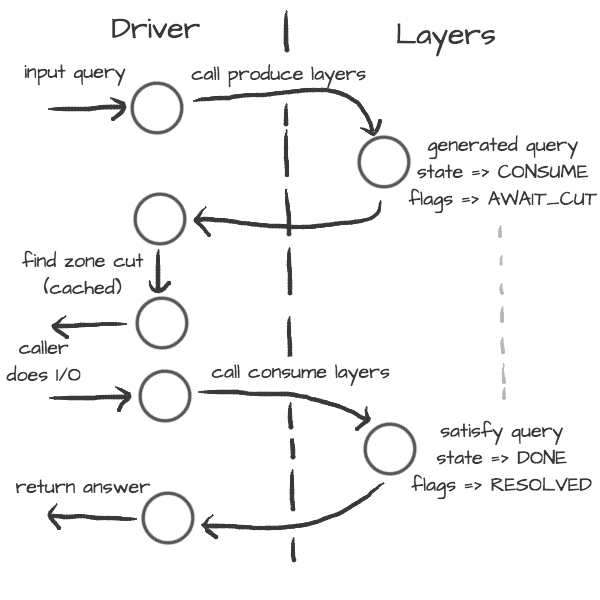 Driver
Layers
input query
call produce layers
generated query
state => CONSUME
flags => AWAIT_CUT
find zone cut
(cached)
caller
does I/O
call consume layers
satisfy query
state => DONE
flags => RESOLVED
return answer